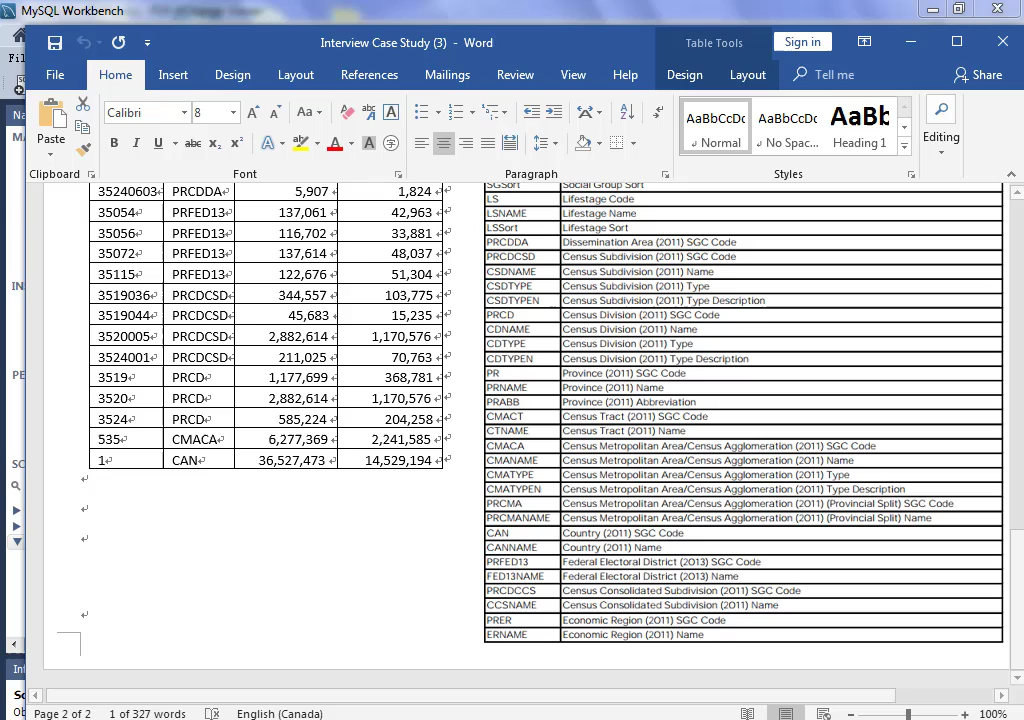 MySQL Workbench
Interview Case Study (3) - Word
Table Tools
Sign in
File Home Insert Design Layout References Mailings Review View Help Design Layout Tell me Share
Paste
Calibri 8
AaBbCcDc AaBbCcDc AaBb
Normal No Spac... Heading 1
Editing
Clipboard Font Paragraph Styles
35240603 PRCDDA 5,907 1,824
35054 PRFED13 137,061 42,963
35056 PRFED13 116,702 33,881
35072 PRFED13 137,614 48,037
35115 PRFED13 122,676 51,304
3519036 PRCDCSD 344,557 103,775
3519044 PRCDCSD 45,683 15,235
3520005 PRCDCSD 2,882,614 1,170,576
3524001 PRCDCSD 211,025 70,763
3519 PRCD 1,177,699 368,781
3520 PRCD 2,882,614 1,170,576
3524 PRCD 585,224 204,258
535 CMACA 6,277,369 2,241,585
1 CAN 36,527,473 14,529,194
SGSort Social Group Sort
LS Lifestage Code
LSNAME Lifestage Name
LSSort Lifestage Sort
PRCDDA Dissemination Area (2011) SGC Code
PRCDCSD Census Subdivision (2011) SGC Code
CSDNAME Census Subdivision (2011) Name
CSDTYPE Census Subdivision (2011) Type
CSDTYPEN Census Subdivision (2011) Type Description
PRCD Census Division (2011) SGC Code
CDNAME Census Division (2011) Name
CDTYPE Census Division (2011) Type
CDTYPEN Census Division (2011) Type Description
PR Province (2011) SGC Code
PRNAME Province (2011) Name
PRABB Province (2011) Abbreviation
CMACT Census Tract (2011) SGC Code
CTNAME Census Tract (2011) Name
CMACA Census Metropolitan Area/Census Agglomeration (2011) SGC Code
CMANAME Census Metropolitan Area/Census Agglomeration (2011) Name
CMATYPE Census Metropolitan Area/Census Agglomeration (2011) Type
CMATYPEN Census Metropolitan Area/Census Agglomeration (2011) Type Description
PRCMA Census Metropolitan Area/Census Agglomeration (2011) (Provincial Split) SGC Code
PRCMANAME Census Metropolitan Area/Census Agglomeration (2011) (Provincial Split) Name
CAN Country (2011) SGC Code
CANNAME Country (2011) Name
PRFED13 Federal Electoral District (2013) SGC Code
FED13NAME Federal Electoral District (2013) Name
PRCDCCS Census Consolidated Subdivision (2011) SGC Code
CCSNAME Census Consolidated Subdivision (2011) Name
PRER Economic Region (2011) SGC Code
ERNAME Economic Region (2011) Name
Page 2 of 2 1 of 327 words English (Canada) 100%